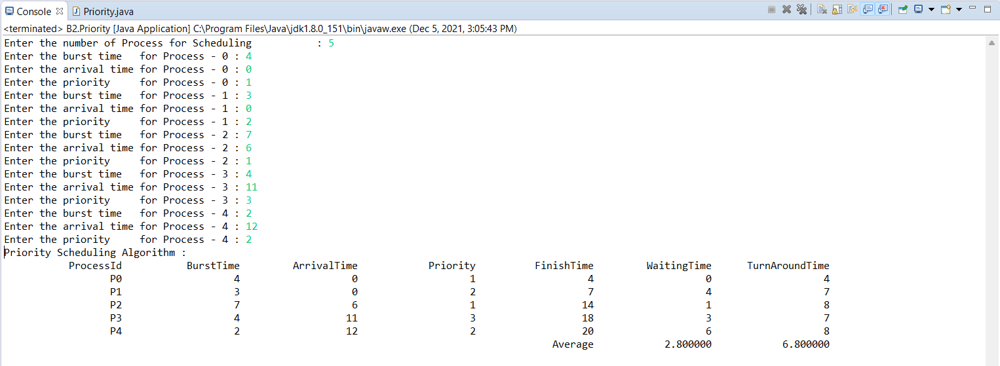 Console Priority.java
<terminated> B2.Priority [Java Application] C:\Program Files\Java\jdk1.8.0_151\bin\javaw.exe (Dec 5, 2021, 3:05:43 PM)
Enter the number of Process for Scheduling           : 5
Enter the burst time   for Process - 0 : 4
Enter the arrival time for Process - 0 : 0
Enter the priority     for Process - 0 : 1
Enter the burst time   for Process - 1 : 3
Enter the arrival time for Process - 1 : 0
Enter the priority     for Process - 1 : 2
Enter the burst time   for Process - 2 : 7
Enter the arrival time for Process - 2 : 6
Enter the priority     for Process - 2 : 1
Enter the burst time   for Process - 3 : 4
Enter the arrival time for Process - 3 : 11
Enter the priority     for Process - 3 : 3
Enter the burst time   for Process - 4 : 2
Enter the arrival time for Process - 4 : 12
Enter the priority     for Process - 4 : 2
Priority Scheduling Algorithm :
ProcessId BurstTime ArrivalTime Priority FinishTime WaitingTime TurnAroundTime
P0 4 0 1 4 0 4
P1 3 0 2 7 4 7
P2 7 6 1 14 1 8
P3 4 11 3 18 3 7
P4 2 12 2 20 6 8
Average 2.800000 6.800000